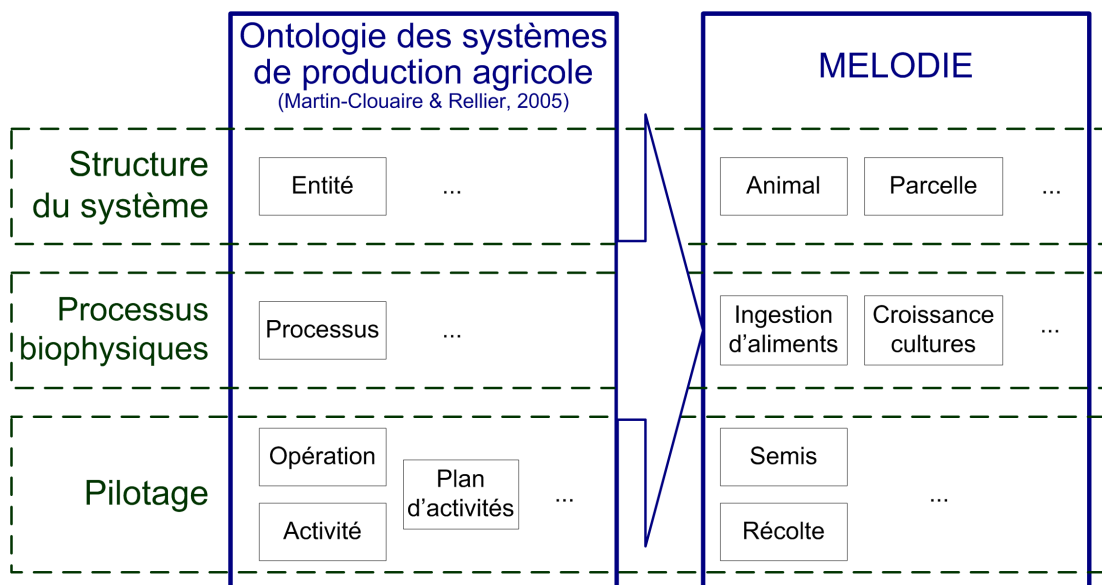 Ontologie des systèmes
de production agricole
(Martin-Clouaire & Rellier, 2005)
MELODIE
Structure
du système
Entité
...
Animal
Parcelle
...
Processus
biophysiques
Processus
...
Ingestion
d'aliments
Croissance
cultures
...
Pilotage
Opération
Activité
Plan
d'activités
...
Semis
Récolte
...